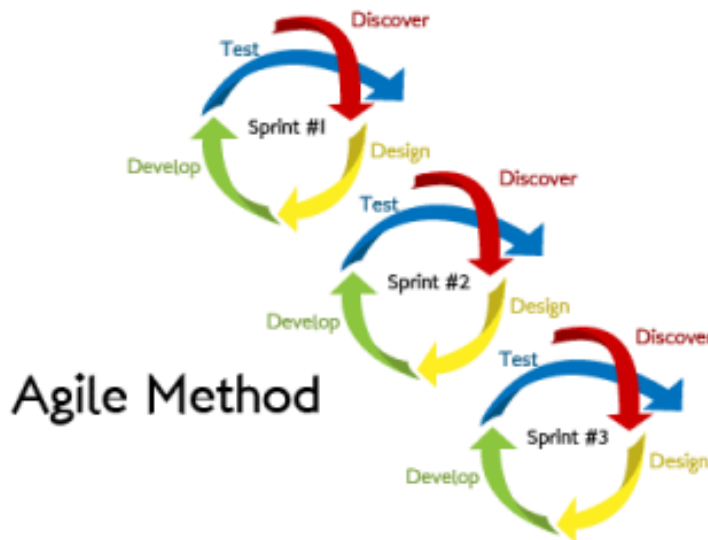 Discover
Test
Sprint #1
Design
Develop
Discover
Test
Sprint #2
Design
Develop
Agile Method
Discover
Test
Sprint #3
Design
Develop